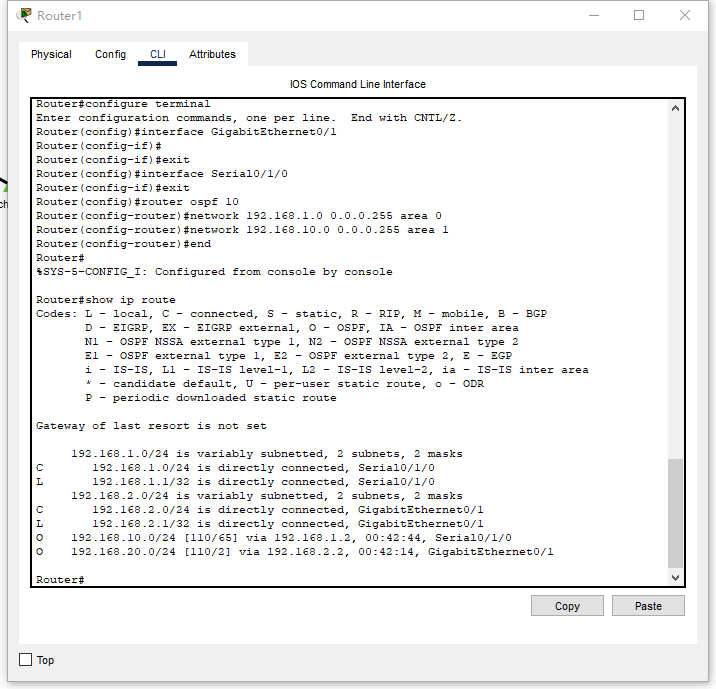 Router1
Physical Config CLI Attributes
IOS Command Line Interface
Router#configure terminal
Enter configuration commands, one per line. End with CNTL/Z.
Router(config)#interface GigabitEthernet0/1
Router(config-if)#
Router(config-if)#exit
Router(config)#interface Serial0/1/0
Router(config-if)#exit
Router(config)#router ospf 10
Router(config-router)#network 192.168.1.0 0.0.0.255 area 0
Router(config-router)#network 192.168.10.0 0.0.0.255 area 1
Router(config-router)#end
Router#
%SYS-5-CONFIG_I: Configured from console by console
Router#show ip route
Codes: L - local, C - connected, S - static, R - RIP, M - mobile, B - BGP
D - EIGRP, EX - EIGRP external, O - OSPF, IA - OSPF inter area
N1 - OSPF NSSA external type 1, N2 - OSPF NSSA external type 2
E1 - OSPF external type 1, E2 - OSPF external type 2, E - EGP
i - IS-IS, L1 - IS-IS level-1, L2 - IS-IS level-2, ia - IS-IS inter area
* - candidate default, U - per-user static route, o - ODR
P - periodic downloaded static route
Gateway of last resort is not set
192.168.1.0/24 is variably subnetted, 2 subnets, 2 masks
C 192.168.1.0/24 is directly connected, Serial0/1/0
L 192.168.1.1/32 is directly connected, Serial0/1/0
192.168.2.0/24 is variably subnetted, 2 subnets, 2 masks
C 192.168.2.0/24 is directly connected, GigabitEthernet0/1
L 192.168.2.1/32 is directly connected, GigabitEthernet0/1
O 192.168.10.0/24 [110/65] via 192.168.1.2, 00:42:44, Serial0/1/0
O 192.168.20.0/24 [110/2] via 192.168.2.2, 00:42:14, GigabitEthernet0/1
Router#
Copy Paste
Top
ch